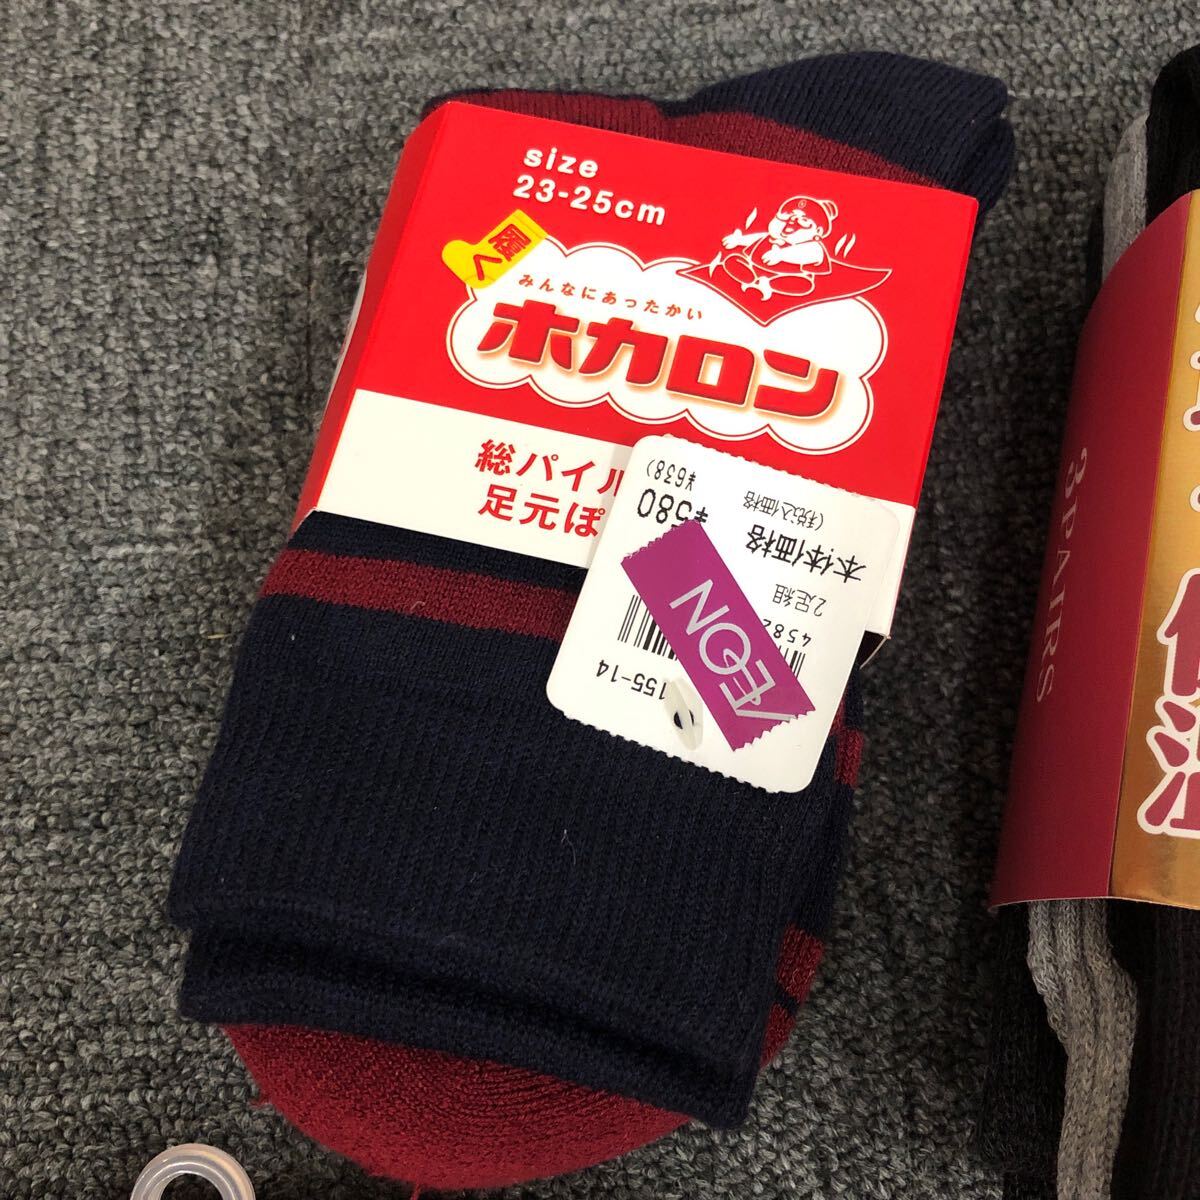 size
23-25cm
履く
みんなにあったかい
ホカロン
総パイル
足元ぽ
155-14
4582
2足組
本体価格
¥580
(税込価格
¥638)
ÆON
3PAIRS